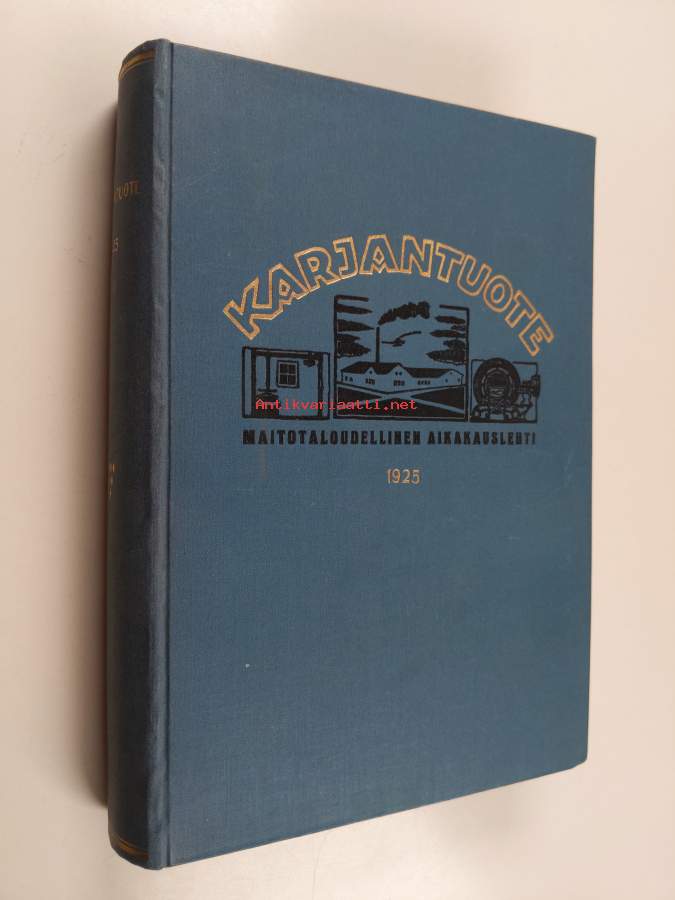 KARJANTUOTE
Antikvariaatti.net
MAITOTALOUDELLINEN AIKAKAUSLEHTI
1925